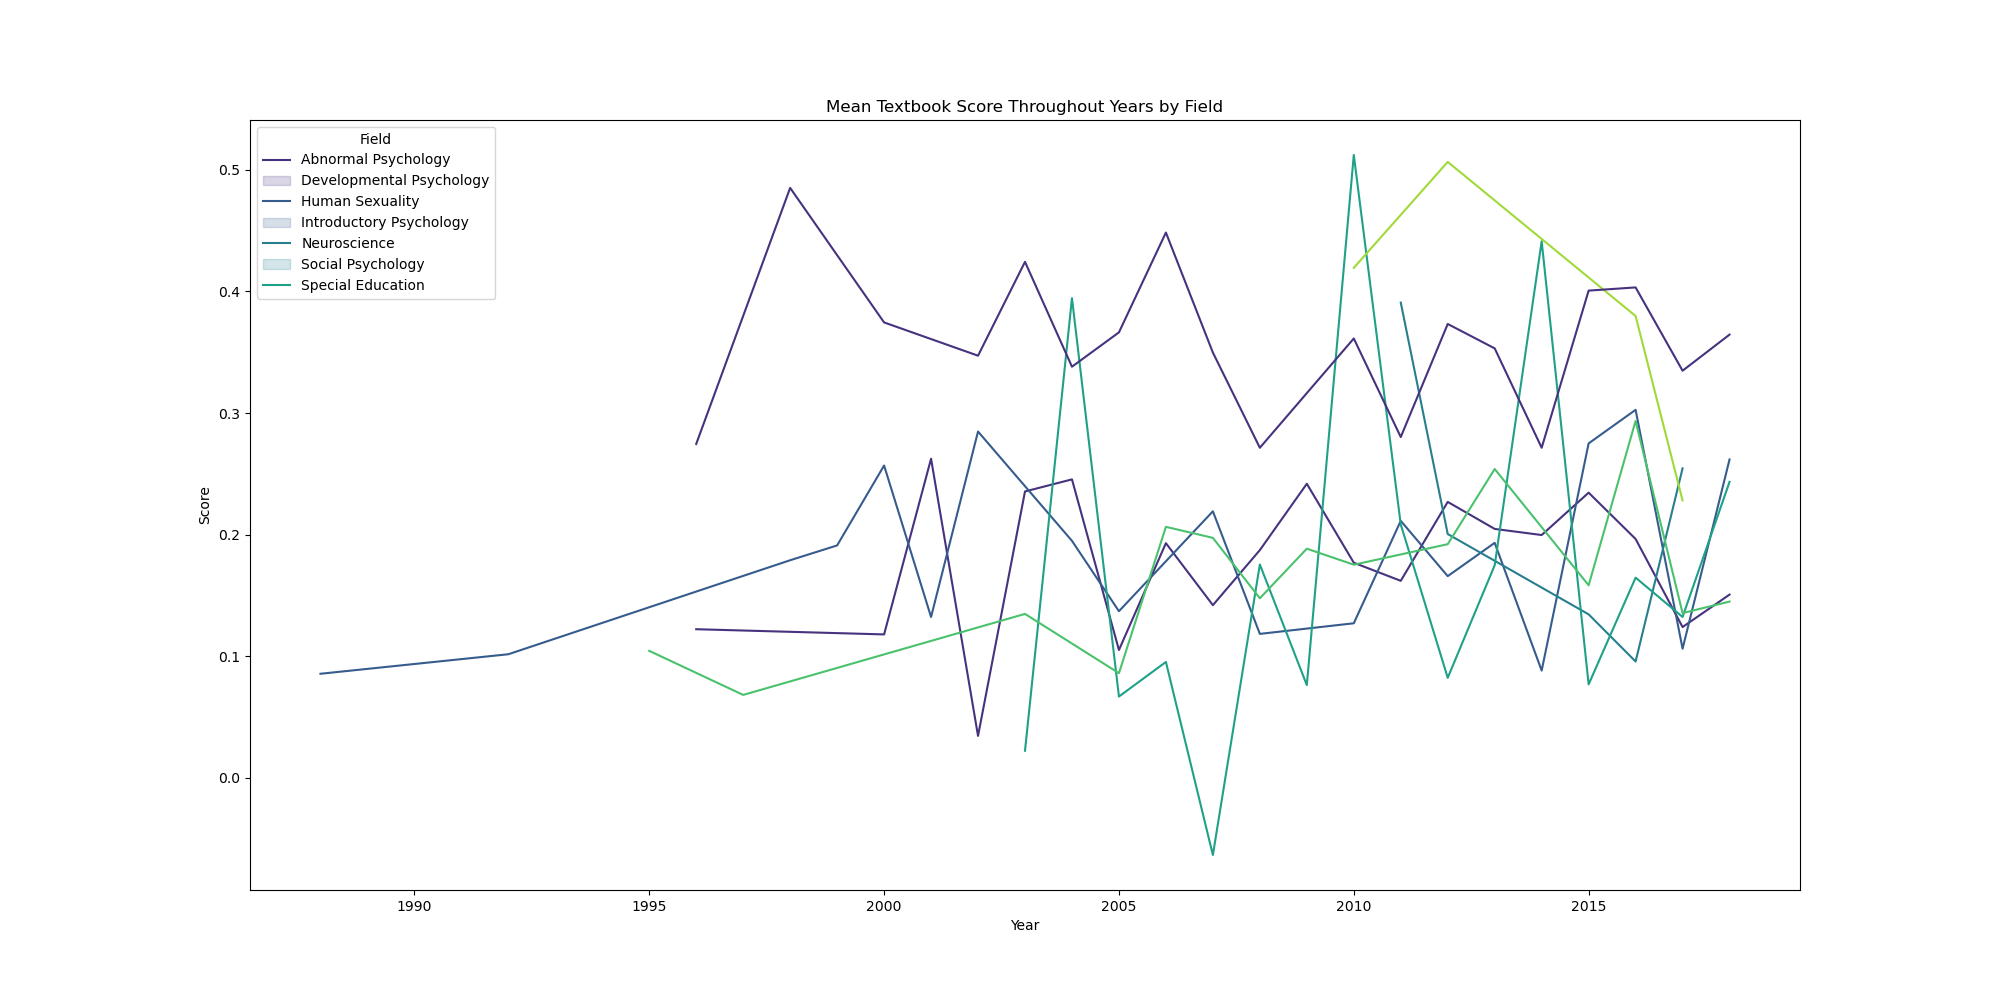 Mean Textbook Score Throughout Years by Field
Field
Abnormal Psychology
Developmental Psychology
Human Sexuality
Introductory Psychology
Neuroscience
Social Psychology
Special Education
0.5
0.4
0.3
0.2
0.1
0.0
Score
1990
1995
2000
2005
2010
2015
Year